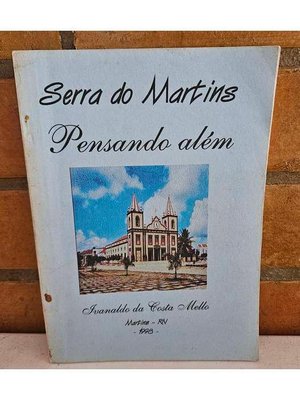 Serra do Martins
Pensando além
Ivanaldo da Costa Mello
Martins - RN
- 1998 -